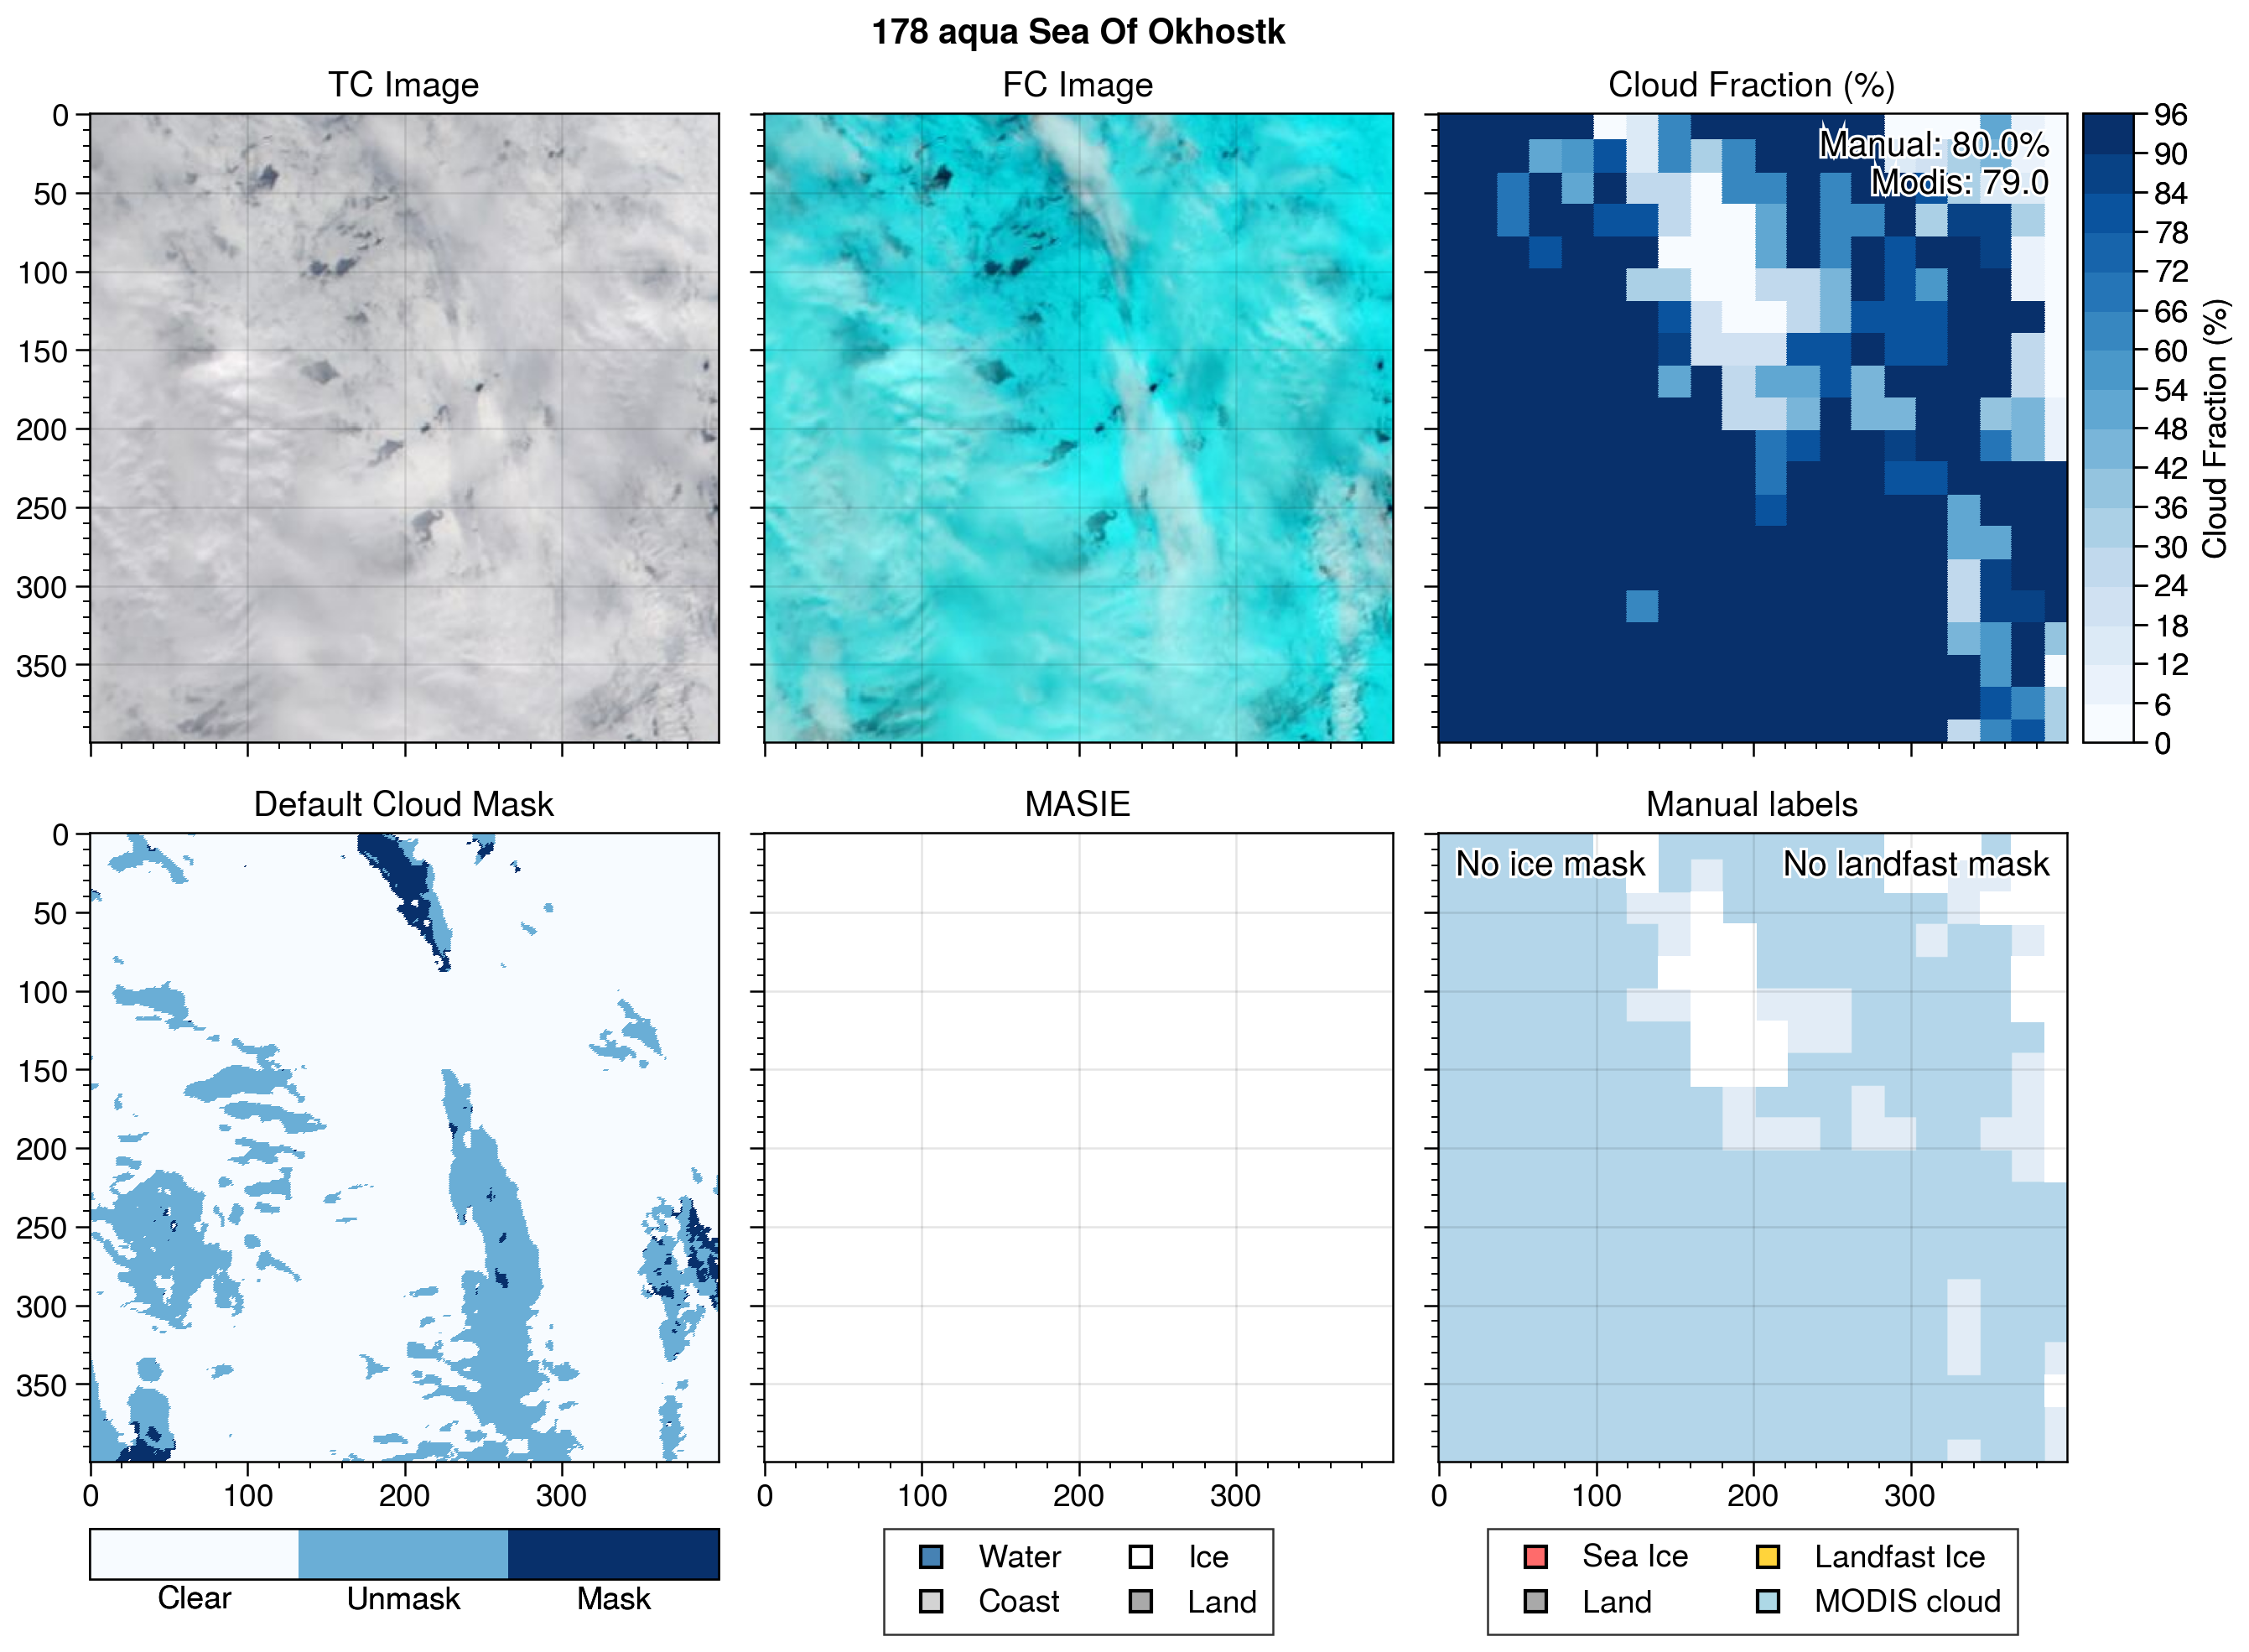 178 aqua Sea Of Okhostk
TC Image
FC Image
Cloud Fraction (%)
0
50
100
150
200
250
300
350
Manual: 80.0%
Modis: 79.0
96
90
84
78
72
66
60
54
48
42
36
30
24
18
12
6
0
Cloud Fraction (%)
Default Cloud Mask
MASIE
Manual labels
0
50
100
150
200
250
300
350
No ice mask
No landfast mask
0 100 200 300
0 100 200 300
0 100 200 300
Clear Unmask Mask
Water Ice
Coast Land
Sea Ice Landfast Ice
Land MODIS cloud